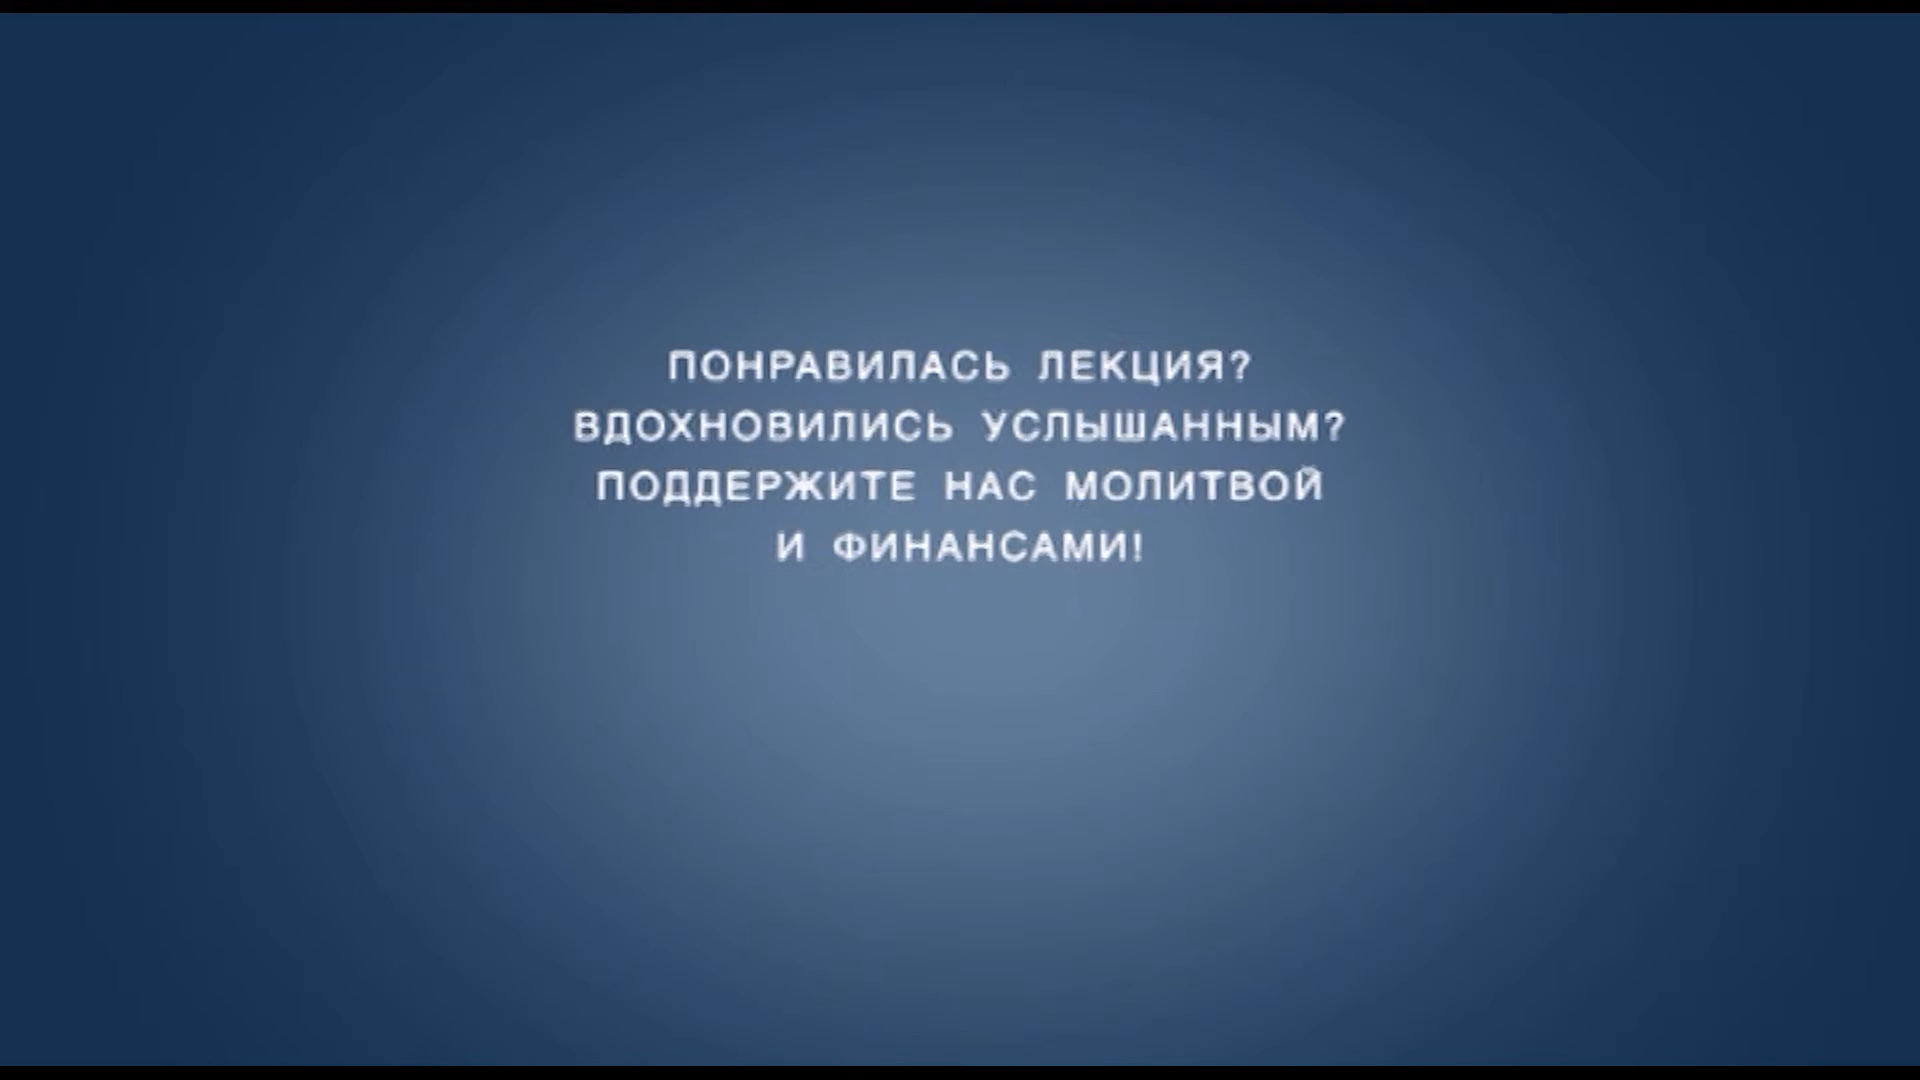 ПОНРАВИЛАСЬ ЛЕКЦИЯ?
ВДОХНОВИЛИСЬ УСЛЫШАННЫМ?
ПОДДЕРЖИТЕ НАС МОЛИТВОЙ
И ФИНАНСАМИ!